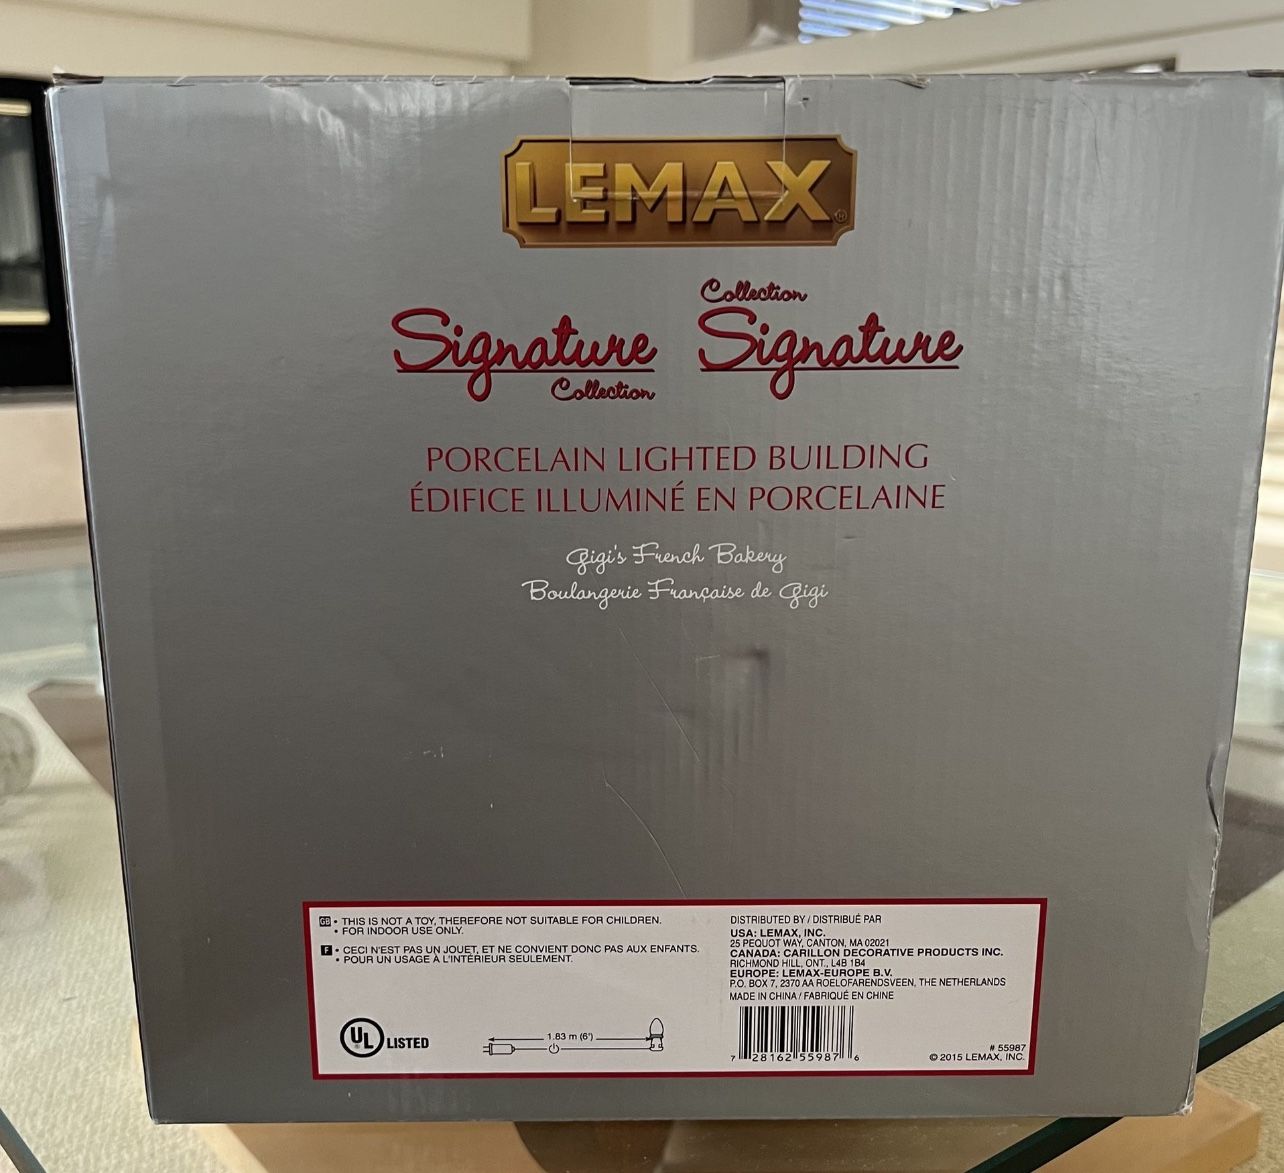 LEMAX®
Signature Collection
Collection Signature
PORCELAIN LIGHTED BUILDING
ÉDIFICE ILLUMINÉ EN PORCELAINE
Gigi's French Bakery
Boulangerie Française de Gigi
GB • THIS IS NOT A TOY, THEREFORE NOT SUITABLE FOR CHILDREN.
• FOR INDOOR USE ONLY.
F • CECI N'EST PAS UN JOUET, ET NE CONVIENT DONC PAS AUX ENFANTS.
• POUR UN USAGE À L'INTÉRIEUR SEULEMENT.
UL LISTED
1.83 m (6')
DISTRIBUTED BY / DISTRIBUÉ PAR
USA: LEMAX, INC.
25 PEQUOT WAY, CANTON, MA 02021
CANADA: CARILLON DECORATIVE PRODUCTS INC.
RICHMOND HILL, ONT., L4B 1B4
EUROPE: LEMAX-EUROPE B.V.
P.O. BOX 7, 2370 AA ROELOFARENDSVEEN, THE NETHERLANDS
MADE IN CHINA / FABRIQUÉ EN CHINE
7 28162 55987 6
# 55987
© 2015 LEMAX, INC.